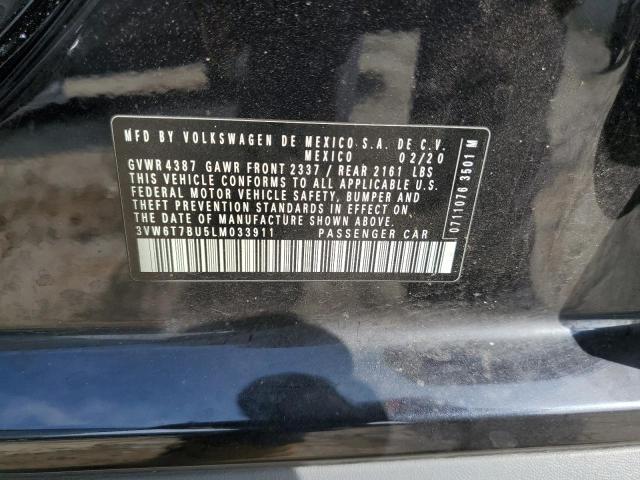 MFD BY VOLKSWAGEN DE MEXICO S.A. DE C.V.
MEXICO 02/20
GVWR 4387 GAWR FRONT 2337 / REAR 2161 LBS
THIS VEHICLE CONFORMS TO ALL APPLICABLE U.S.
FEDERAL MOTOR VEHICLE SAFETY, BUMPER AND
THEFT PREVENTION STANDARDS IN EFFECT ON
THE DATE OF MANUFACTURE SHOWN ABOVE.
3VW6T7BU5LM033911 PASSENGER CAR
0711076 3501 M